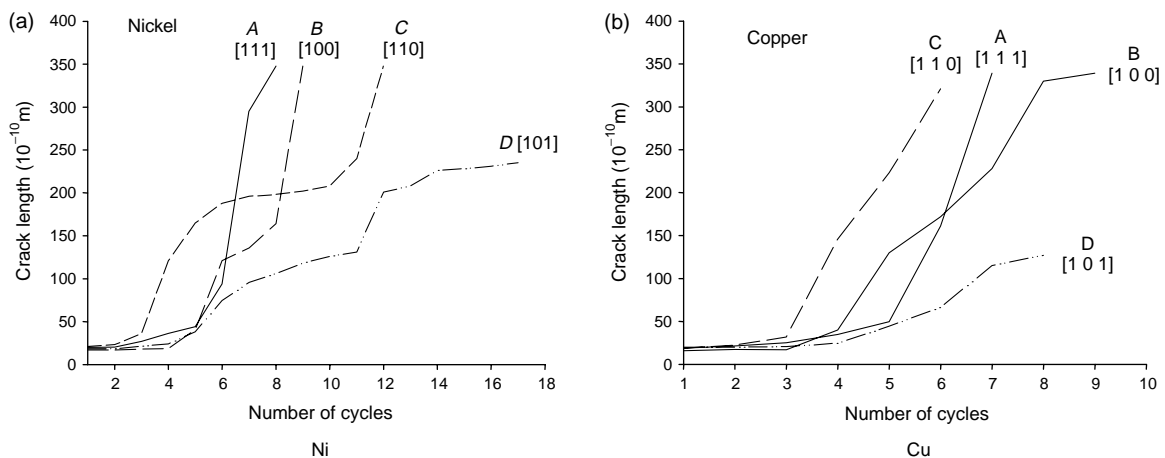 (a)
Nickel
A
[111]
B
[100]
C
[110]
D [101]
400
350
300
250
200
150
100
50
0
Crack length (10⁻¹⁰m)
2 4 6 8 10 12 14 16 18
Number of cycles
Ni
(b)
Copper
C
[1 1 0]
A
[1 1 1]
B
[1 0 0]
D
[1 0 1]
400
350
300
250
200
150
100
50
0
Crack length (10⁻¹⁰m)
1 2 3 4 5 6 7 8 9 10
Number of cycles
Cu